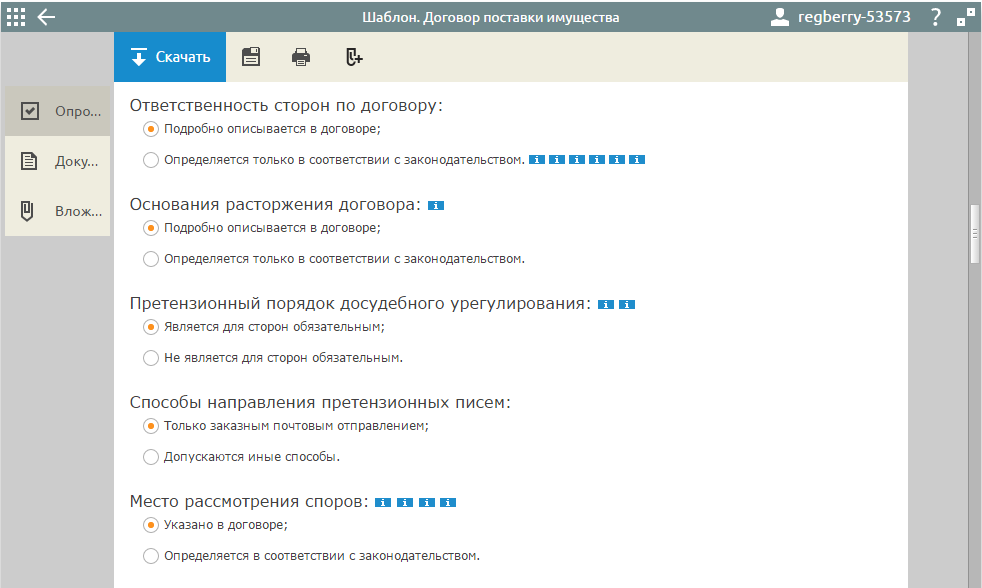 Шаблон. Договор поставки имущества
regberry-53573 ?
Скачать
Опро...
Доку...
Влож...
Ответственность сторон по договору:
Подробно описывается в договоре;
Определяется только в соответствии с законодательством. i i i i i i
Основания расторжения договора: i
Подробно описывается в договоре;
Определяется только в соответствии с законодательством.
Претензионный порядок досудебного урегулирования: i i
Является для сторон обязательным;
Не является для сторон обязательным.
Способы направления претензионных писем:
Только заказным почтовым отправлением;
Допускаются иные способы.
Место рассмотрения споров: i i i i
Указано в договоре;
Определяется в соответствии с законодательством.